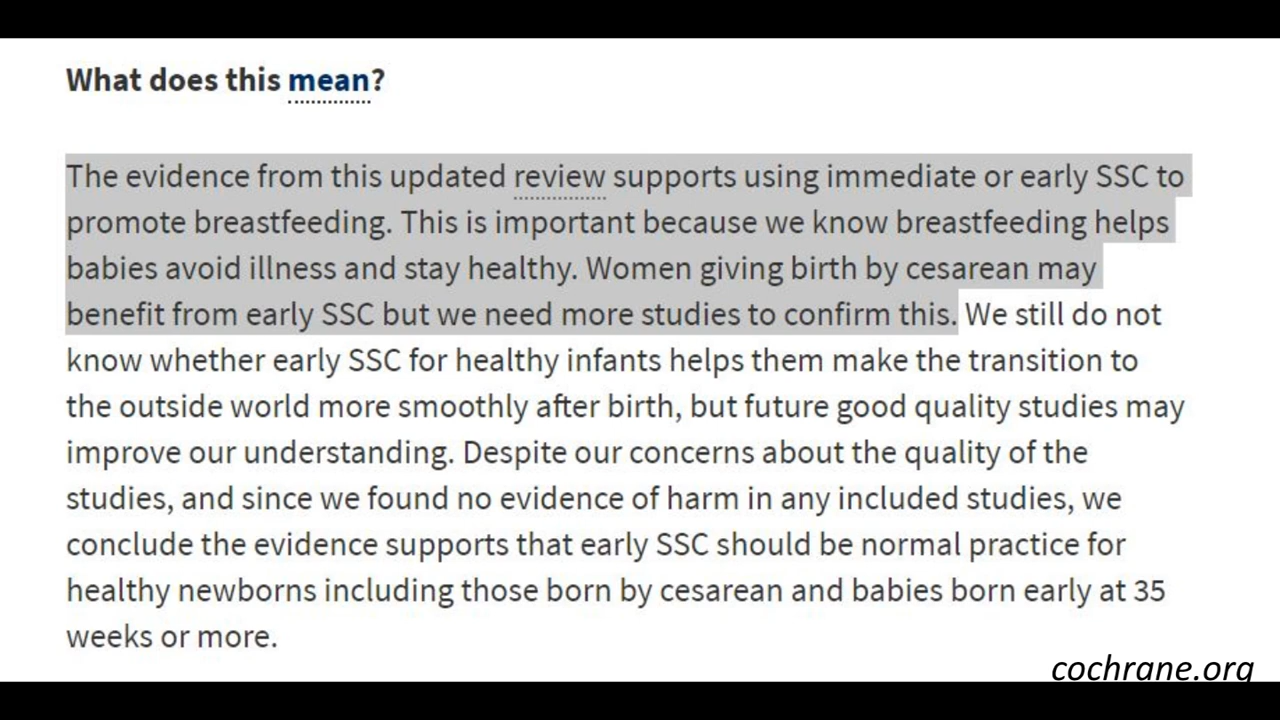 What does this mean?
The evidence from this updated review supports using immediate or early SSC to
promote breastfeeding. This is important because we know breastfeeding helps
babies avoid illness and stay healthy. Women giving birth by cesarean may
benefit from early SSC but we need more studies to confirm this. We still do not
know whether early SSC for healthy infants helps them make the transition to
the outside world more smoothly after birth, but future good quality studies may
improve our understanding. Despite our concerns about the quality of the
studies, and since we found no evidence of harm in any included studies, we
conclude the evidence supports that early SSC should be normal practice for
healthy newborns including those born by cesarean and babies born early at 35
weeks or more.
cochrane.org